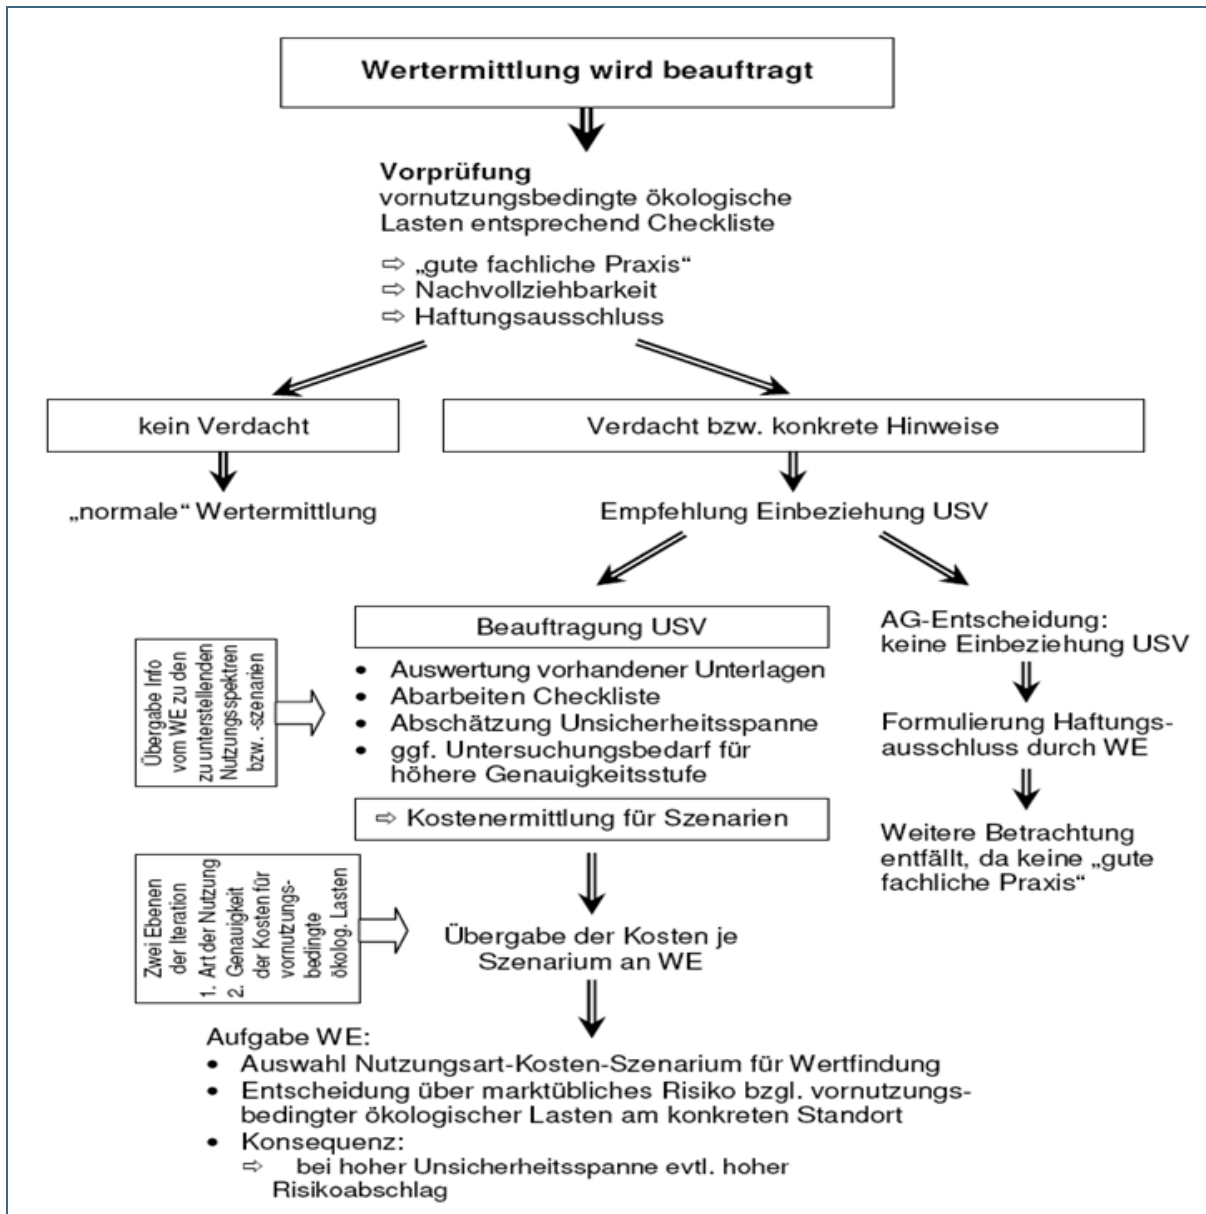 Wertermittlung wird beauftragt
Vorprüfung
vornutzungsbedingte ökologische
Lasten entsprechend Checkliste
⇨ „gute fachliche Praxis“
⇨ Nachvollziehbarkeit
⇨ Haftungsausschluss
kein Verdacht
Verdacht bzw. konkrete Hinweise
„normale“ Wertermittlung
Empfehlung Einbeziehung USV
Übergabe Info
vom WE zu den
zu unterstellenden
Nutzungsspektren
bzw. -szenarien
Beauftragung USV
• Auswertung vorhandener Unterlagen
• Abarbeiten Checkliste
• Abschätzung Unsicherheitsspanne
• ggf. Untersuchungsbedarf für
höhere Genauigkeitsstufe
⇨ Kostenermittlung für Szenarien
AG-Entscheidung:
keine Einbeziehung USV
Formulierung Haftungs-
ausschluss durch WE
Weitere Betrachtung
entfällt, da keine „gute
fachliche Praxis“
Zwei Ebenen
der Iteration
1. Art der Nutzung
2. Genauigkeit
der Kosten für
vornutzungs-
bedingte
ökolog. Lasten
Übergabe der Kosten je
Szenarium an WE
Aufgabe WE:
• Auswahl Nutzungsart-Kosten-Szenarium für Wertfindung
• Entscheidung über marktübliches Risiko bzgl. vornutzungs-
bedingter ökologischer Lasten am konkreten Standort
• Konsequenz:
⇨ bei hoher Unsicherheitsspanne evtl. hoher
Risikoabschlag